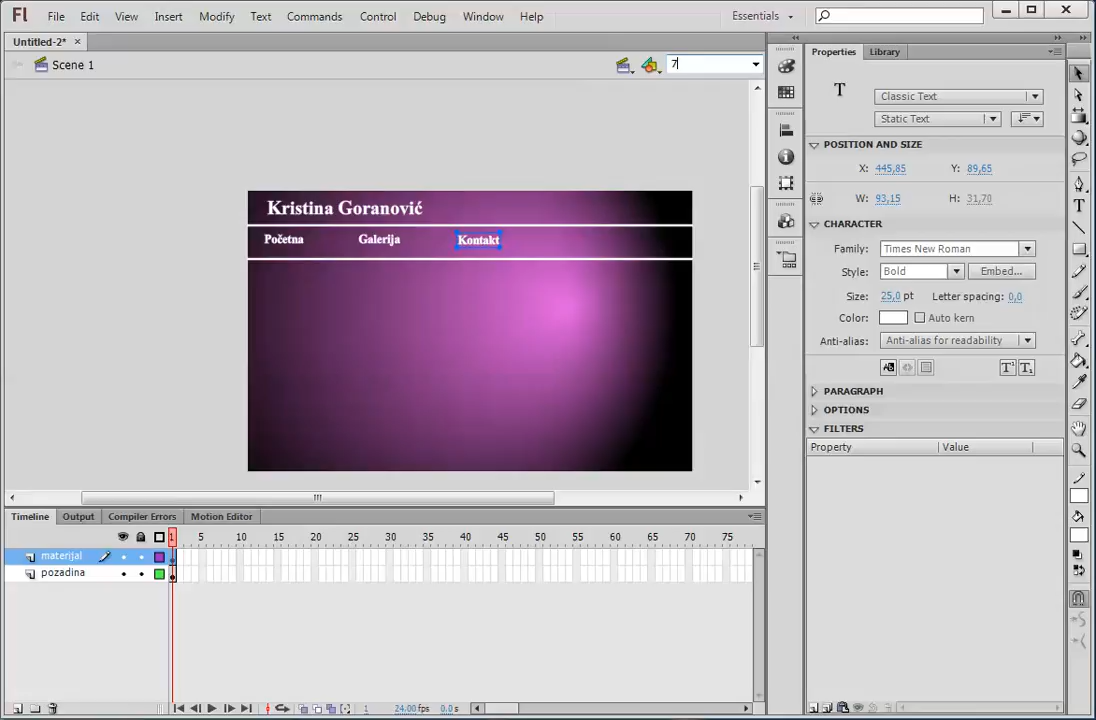 Fl File Edit View Insert Modify Text Commands Control Debug Window Help Essentials
Untitled-2* ×
Scene 1 7
Properties Library
T Classic Text
Static Text
POSITION AND SIZE
X: 445,85 Y: 89,65
W: 93,15 H: 31,70
CHARACTER
Family: Times New Roman
Style: Bold Embed...
Size: 25,0 pt Letter spacing: 0,0
Color: Auto kern
Anti-alias: Anti-alias for readability
T¹ T₁
PARAGRAPH
OPTIONS
FILTERS
Property Value
Kristina Goranović
Početna Galerija Kontakt
Timeline Output Compiler Errors Motion Editor
1 5 10 15 20 25 30 35 40 45 50 55 60 65 70 75
materijal
pozadina
1 24.00 fps 0.0 s